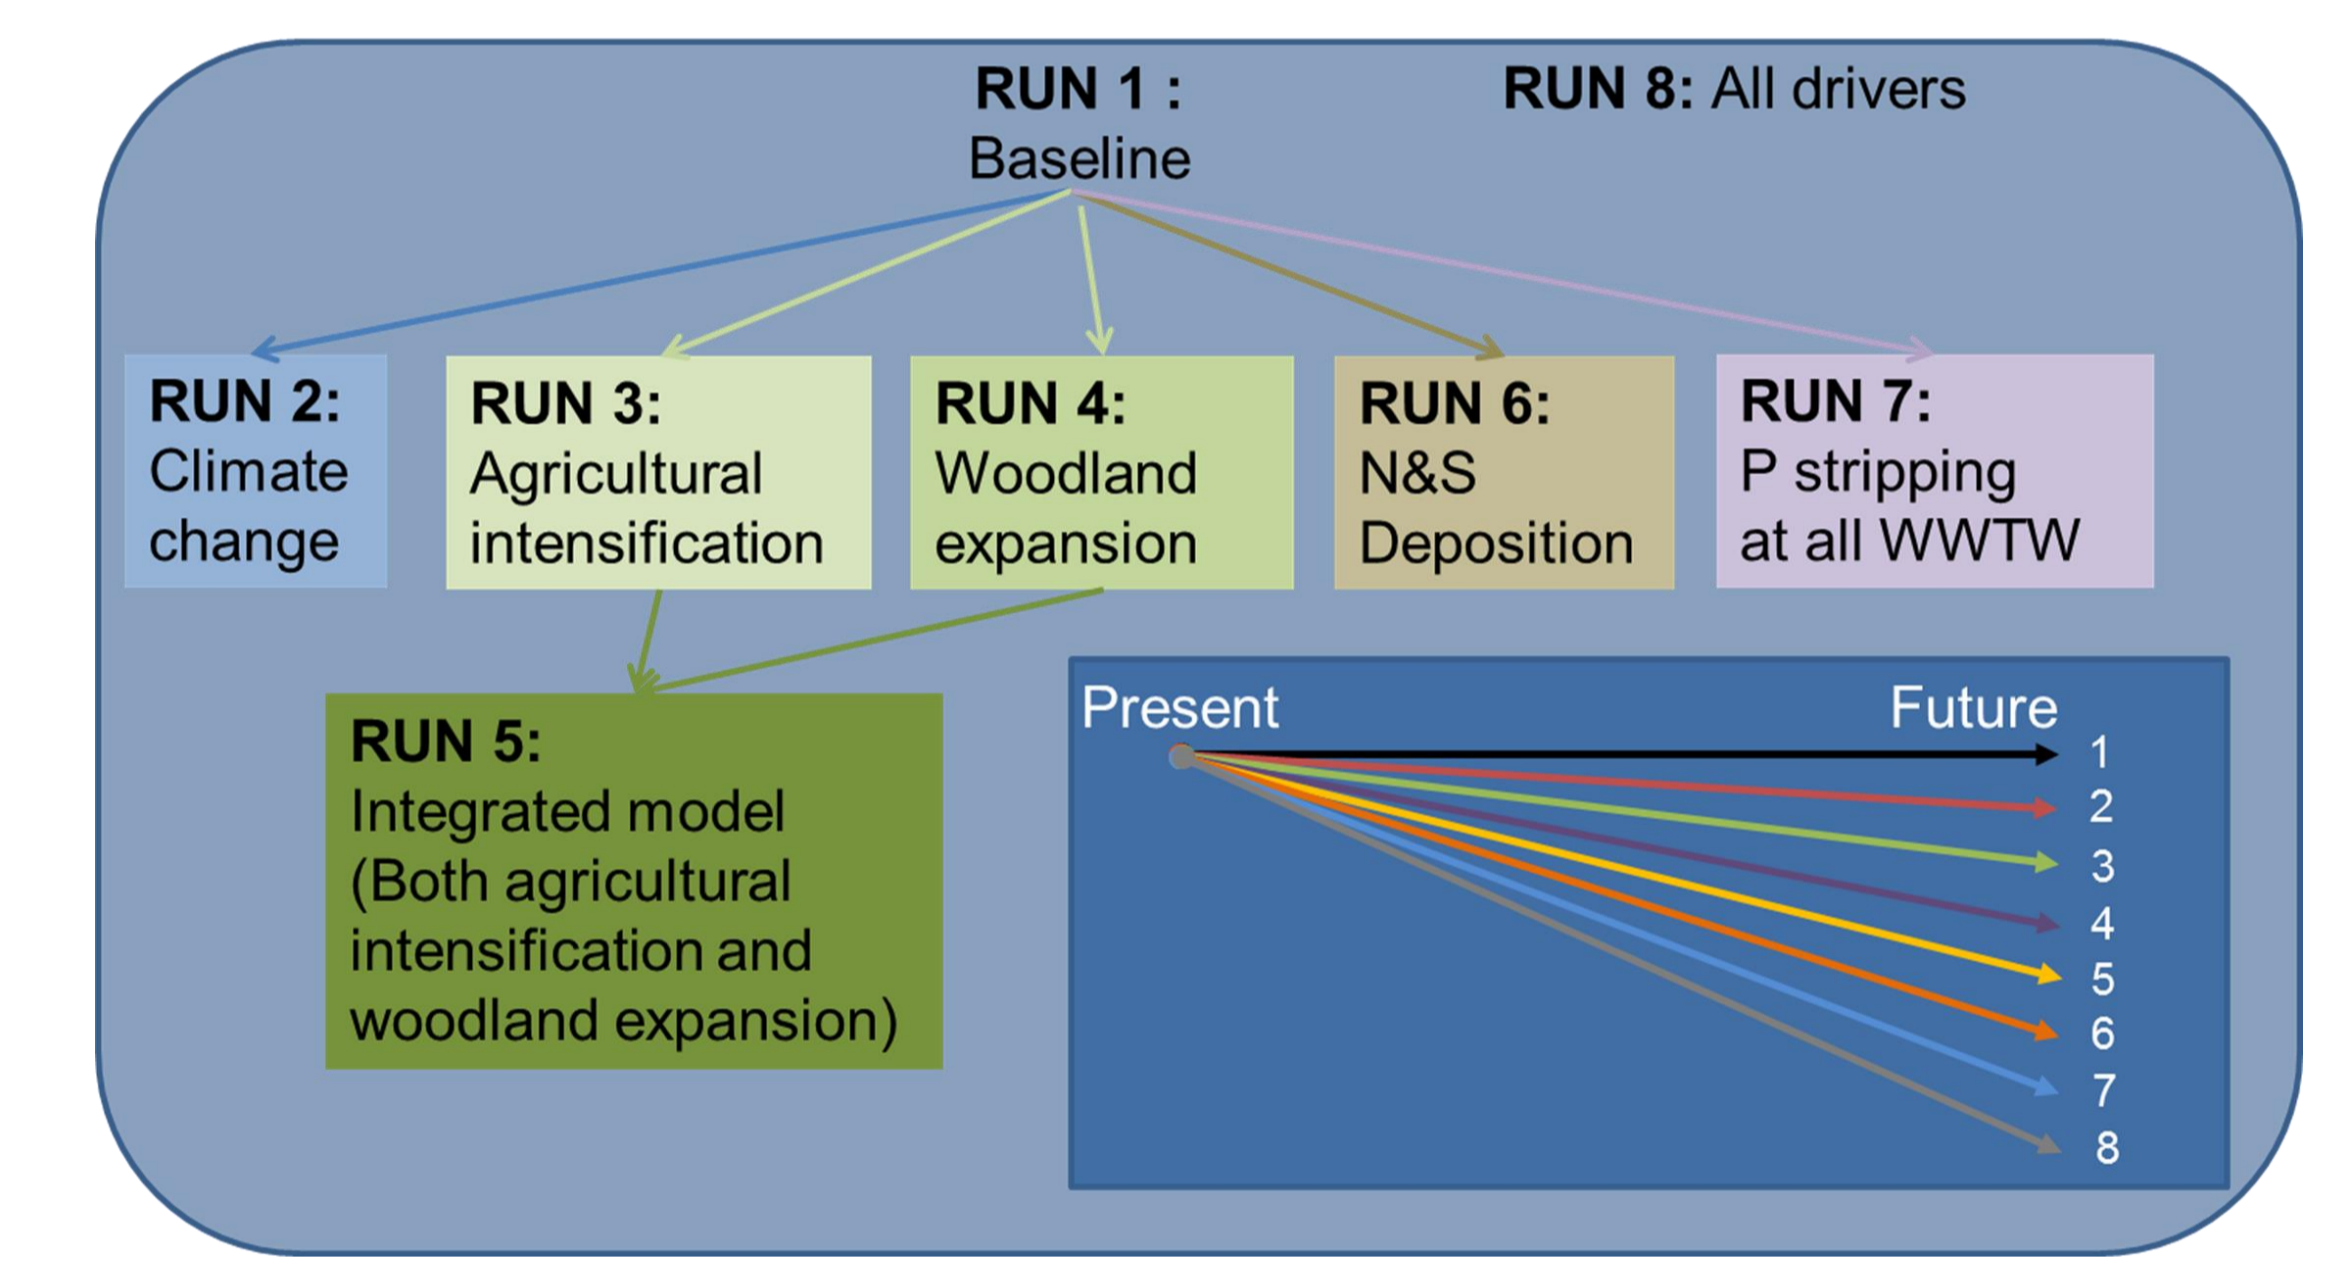 RUN 1 :
Baseline
RUN 8: All drivers
RUN 2:
Climate
change
RUN 3:
Agricultural
intensification
RUN 4:
Woodland
expansion
RUN 6:
N&S
Deposition
RUN 7:
P stripping
at all WWTW
RUN 5:
Integrated model
(Both agricultural
intensification and
woodland expansion)
Present
Future
1
2
3
4
5
6
7
8